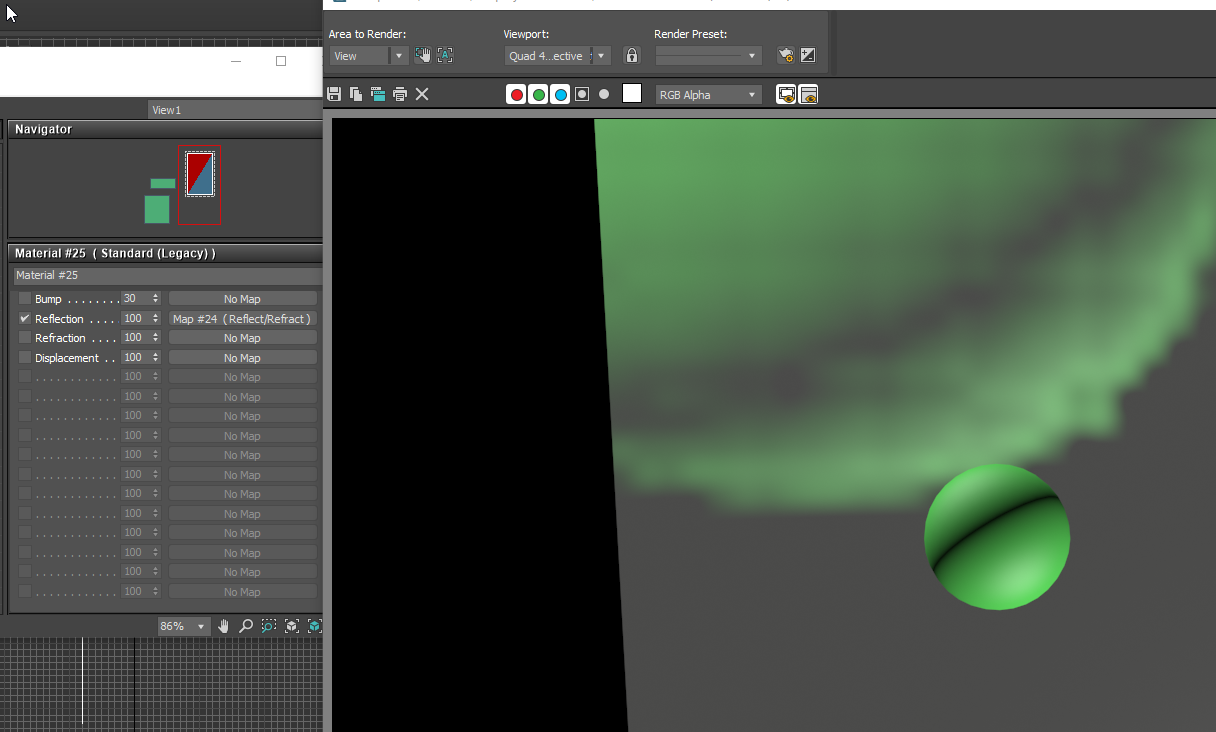 Area to Render:
Viewport:
Render Preset:
View
Quad 4...ective
RGB Alpha
View1
Navigator
Material #25 ( Standard (Legacy) )
Material #25
Bump . . . . . . . . 30 No Map
Reflection . . . . 100 Map #24 ( Reflect/Refract )
Refraction . . . . 100 No Map
Displacement . . 100 No Map
. . . . . . . . . . . . 100 No Map
. . . . . . . . . . . . 100 No Map
. . . . . . . . . . . . 100 No Map
. . . . . . . . . . . . 100 No Map
. . . . . . . . . . . . 100 No Map
. . . . . . . . . . . . 100 No Map
. . . . . . . . . . . . 100 No Map
. . . . . . . . . . . . 100 No Map
. . . . . . . . . . . . 100 No Map
. . . . . . . . . . . . 100 No Map
. . . . . . . . . . . . 100 No Map
. . . . . . . . . . . . 100 No Map
86%